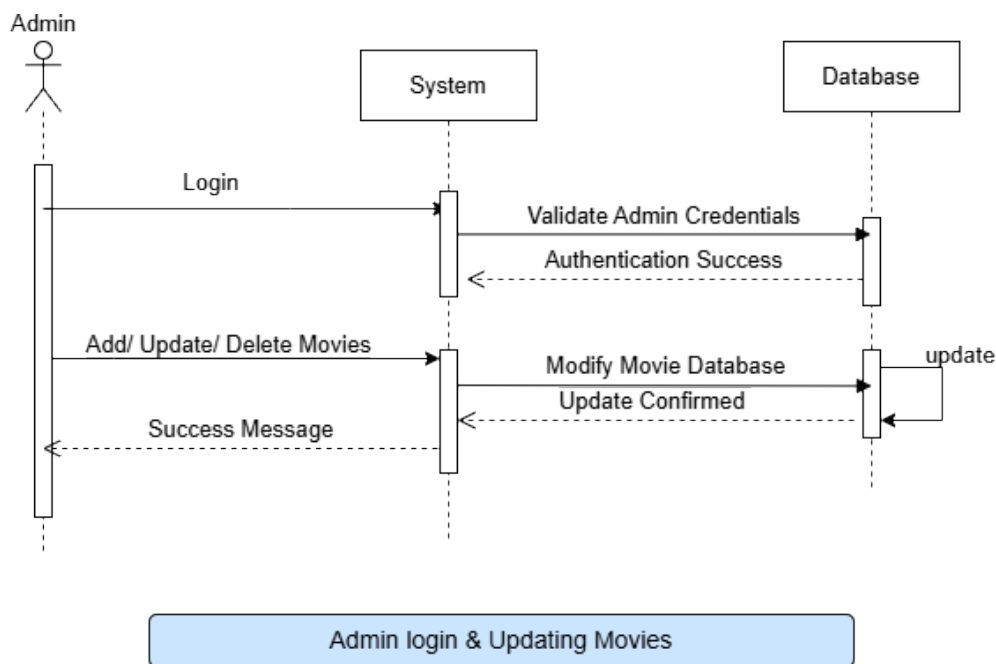 Admin
System
Database
Login
Validate Admin Credentials
Authentication Success
Add/ Update/ Delete Movies
update
Modify Movie Database
Update Confirmed
Success Message
Admin login & Updating Movies